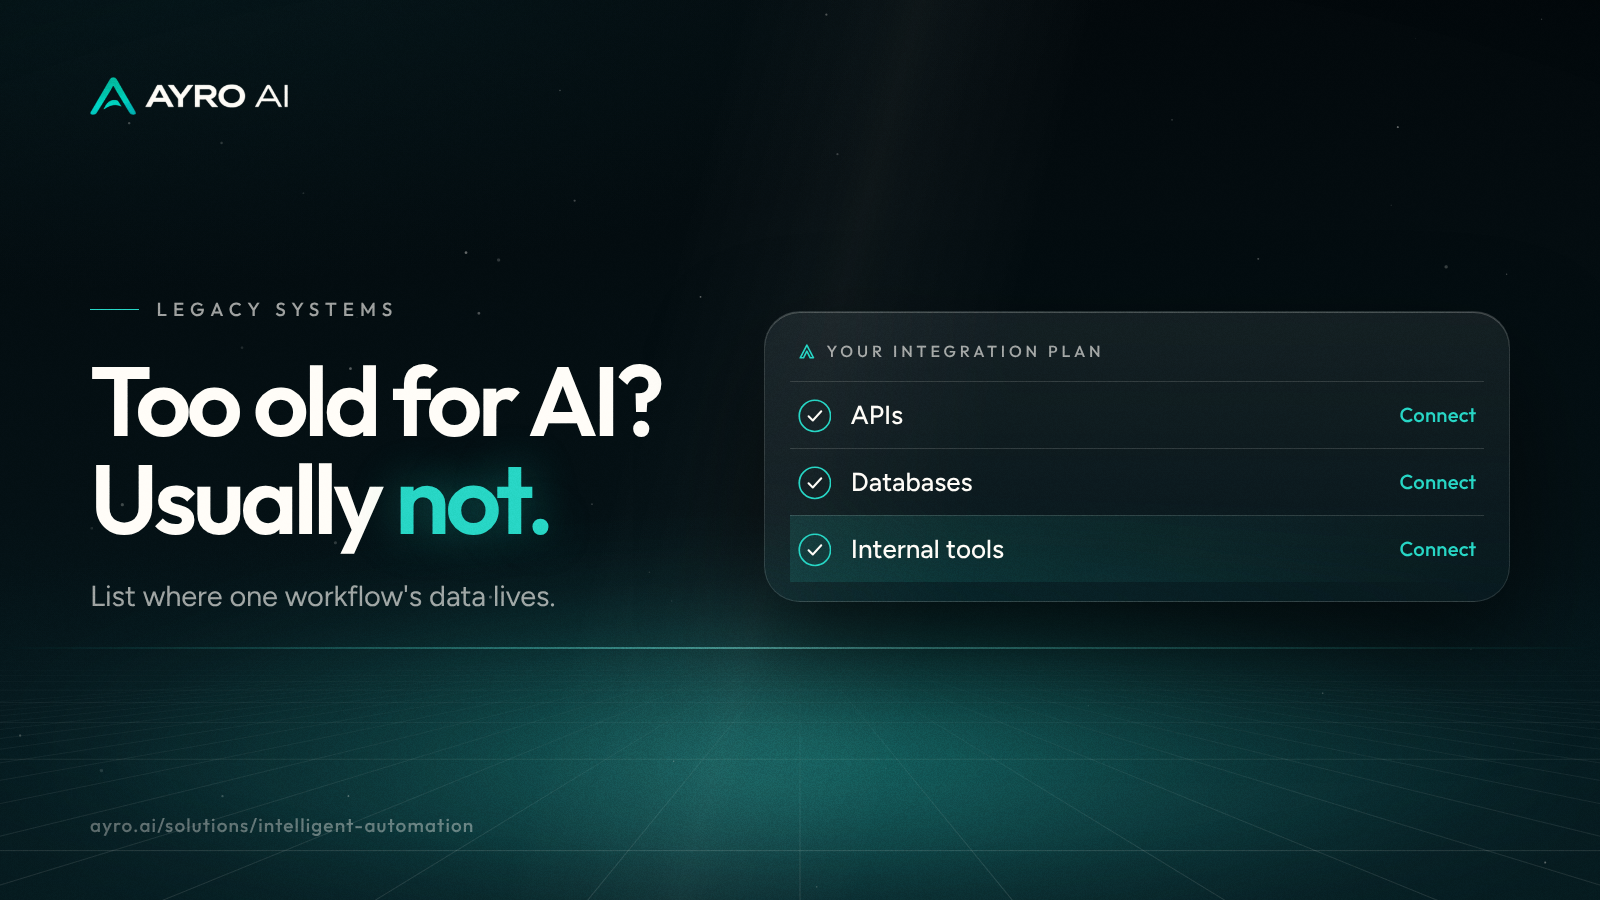 AYRO AI
LEGACY SYSTEMS
Too old for AI?
Usually not.
List where one workflow's data lives.
YOUR INTEGRATION PLAN
APIs Connect
Databases Connect
Internal tools Connect
ayro.ai/solutions/intelligent-automation